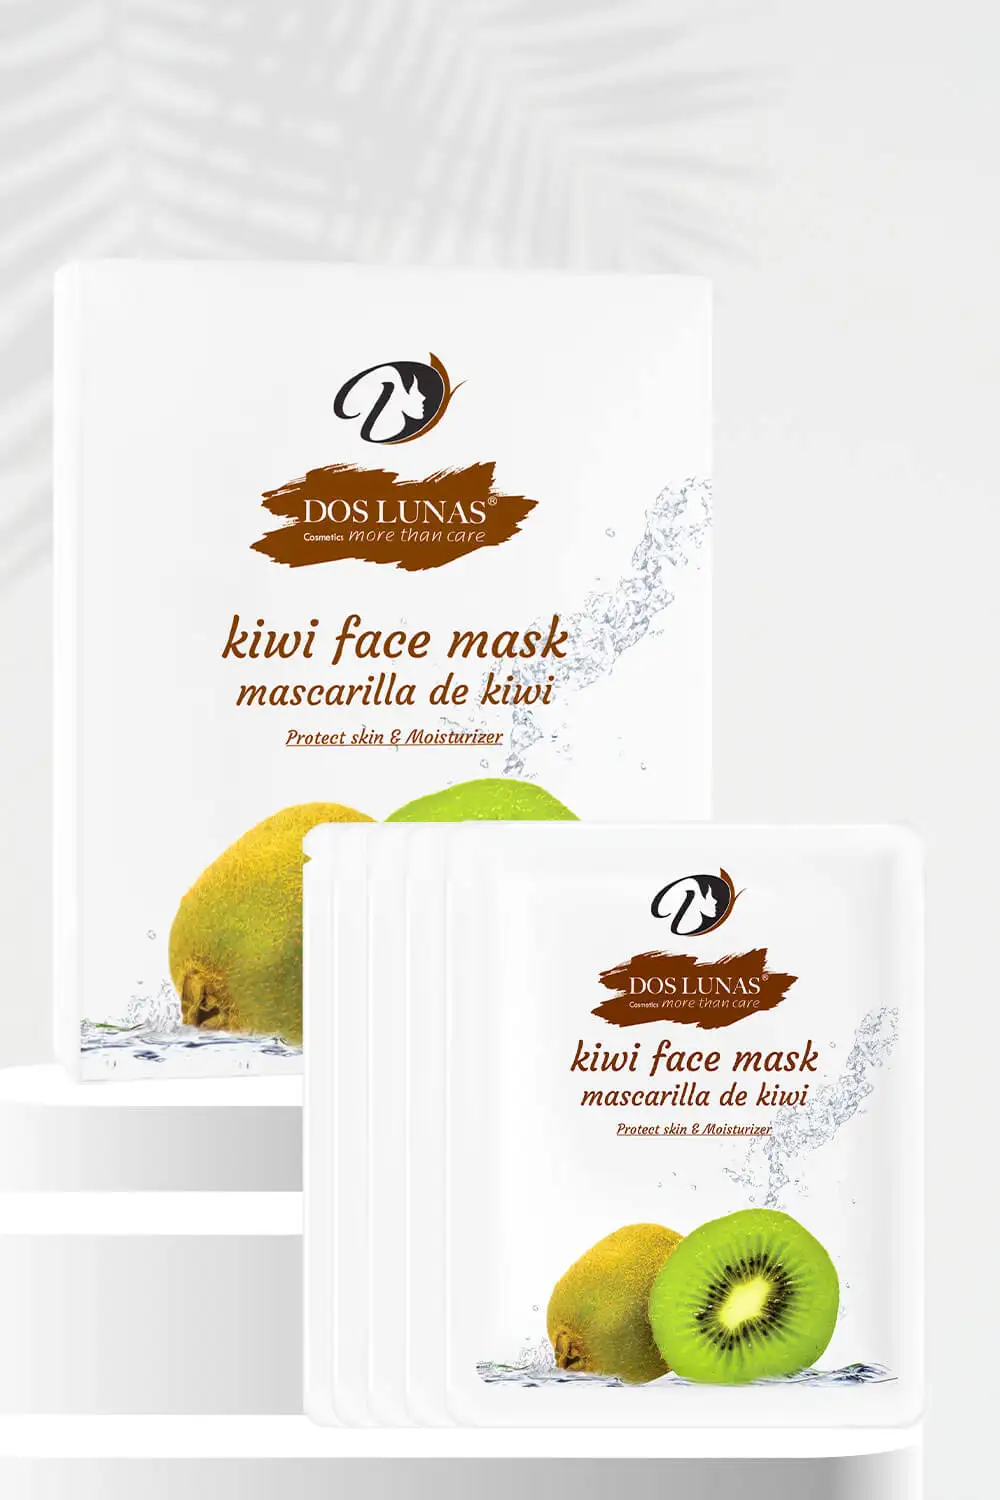 DOS LUNAS®
Cosmetics more than care
kiwi face mask
mascarilla de kiwi
Protect skin & Moisturizer
DOS LUNAS®
Cosmetics more than care
kiwi face mask
mascarilla de kiwi
Protect skin & Moisturizer